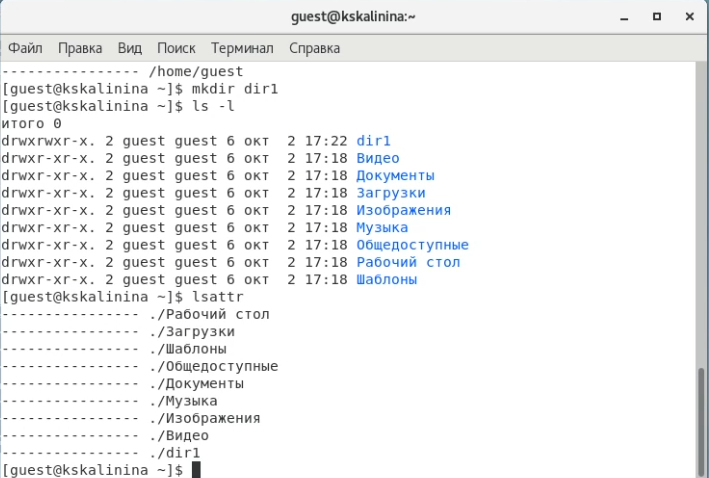 guest@kskalinina:~
Файл Правка Вид Поиск Терминал Справка
---------------- /home/guest
[guest@kskalinina ~]$ mkdir dir1
[guest@kskalinina ~]$ ls -l
итого 0
drwxrwxr-x. 2 guest guest 6 окт  2 17:22 dir1
drwxr-xr-x. 2 guest guest 6 окт  2 17:18 Видео
drwxr-xr-x. 2 guest guest 6 окт  2 17:18 Документы
drwxr-xr-x. 2 guest guest 6 окт  2 17:18 Загрузки
drwxr-xr-x. 2 guest guest 6 окт  2 17:18 Изображения
drwxr-xr-x. 2 guest guest 6 окт  2 17:18 Музыка
drwxr-xr-x. 2 guest guest 6 окт  2 17:18 Общедоступные
drwxr-xr-x. 2 guest guest 6 окт  2 17:18 Рабочий стол
drwxr-xr-x. 2 guest guest 6 окт  2 17:18 Шаблоны
[guest@kskalinina ~]$ lsattr
---------------- ./Рабочий стол
---------------- ./Загрузки
---------------- ./Шаблоны
---------------- ./Общедоступные
---------------- ./Документы
---------------- ./Музыка
---------------- ./Изображения
---------------- ./Видео
---------------- ./dir1
[guest@kskalinina ~]$